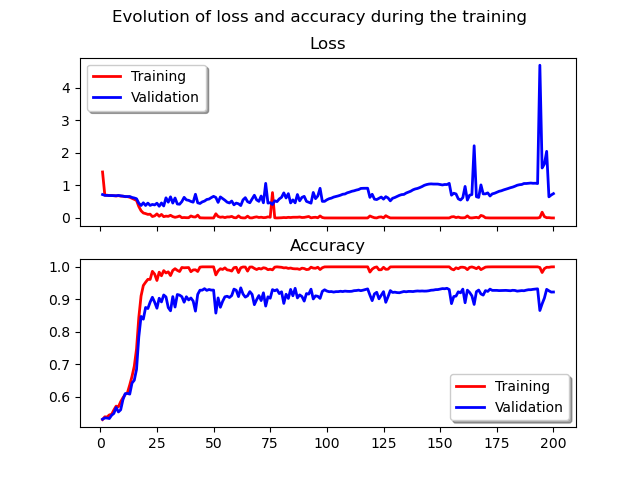 Evolution of loss and accuracy during the training
Loss
Training
Validation
4
3
2
1
0
Accuracy
1.0
0.9
0.8
0.7
0.6
Training
Validation
0 25 50 75 100 125 150 175 200